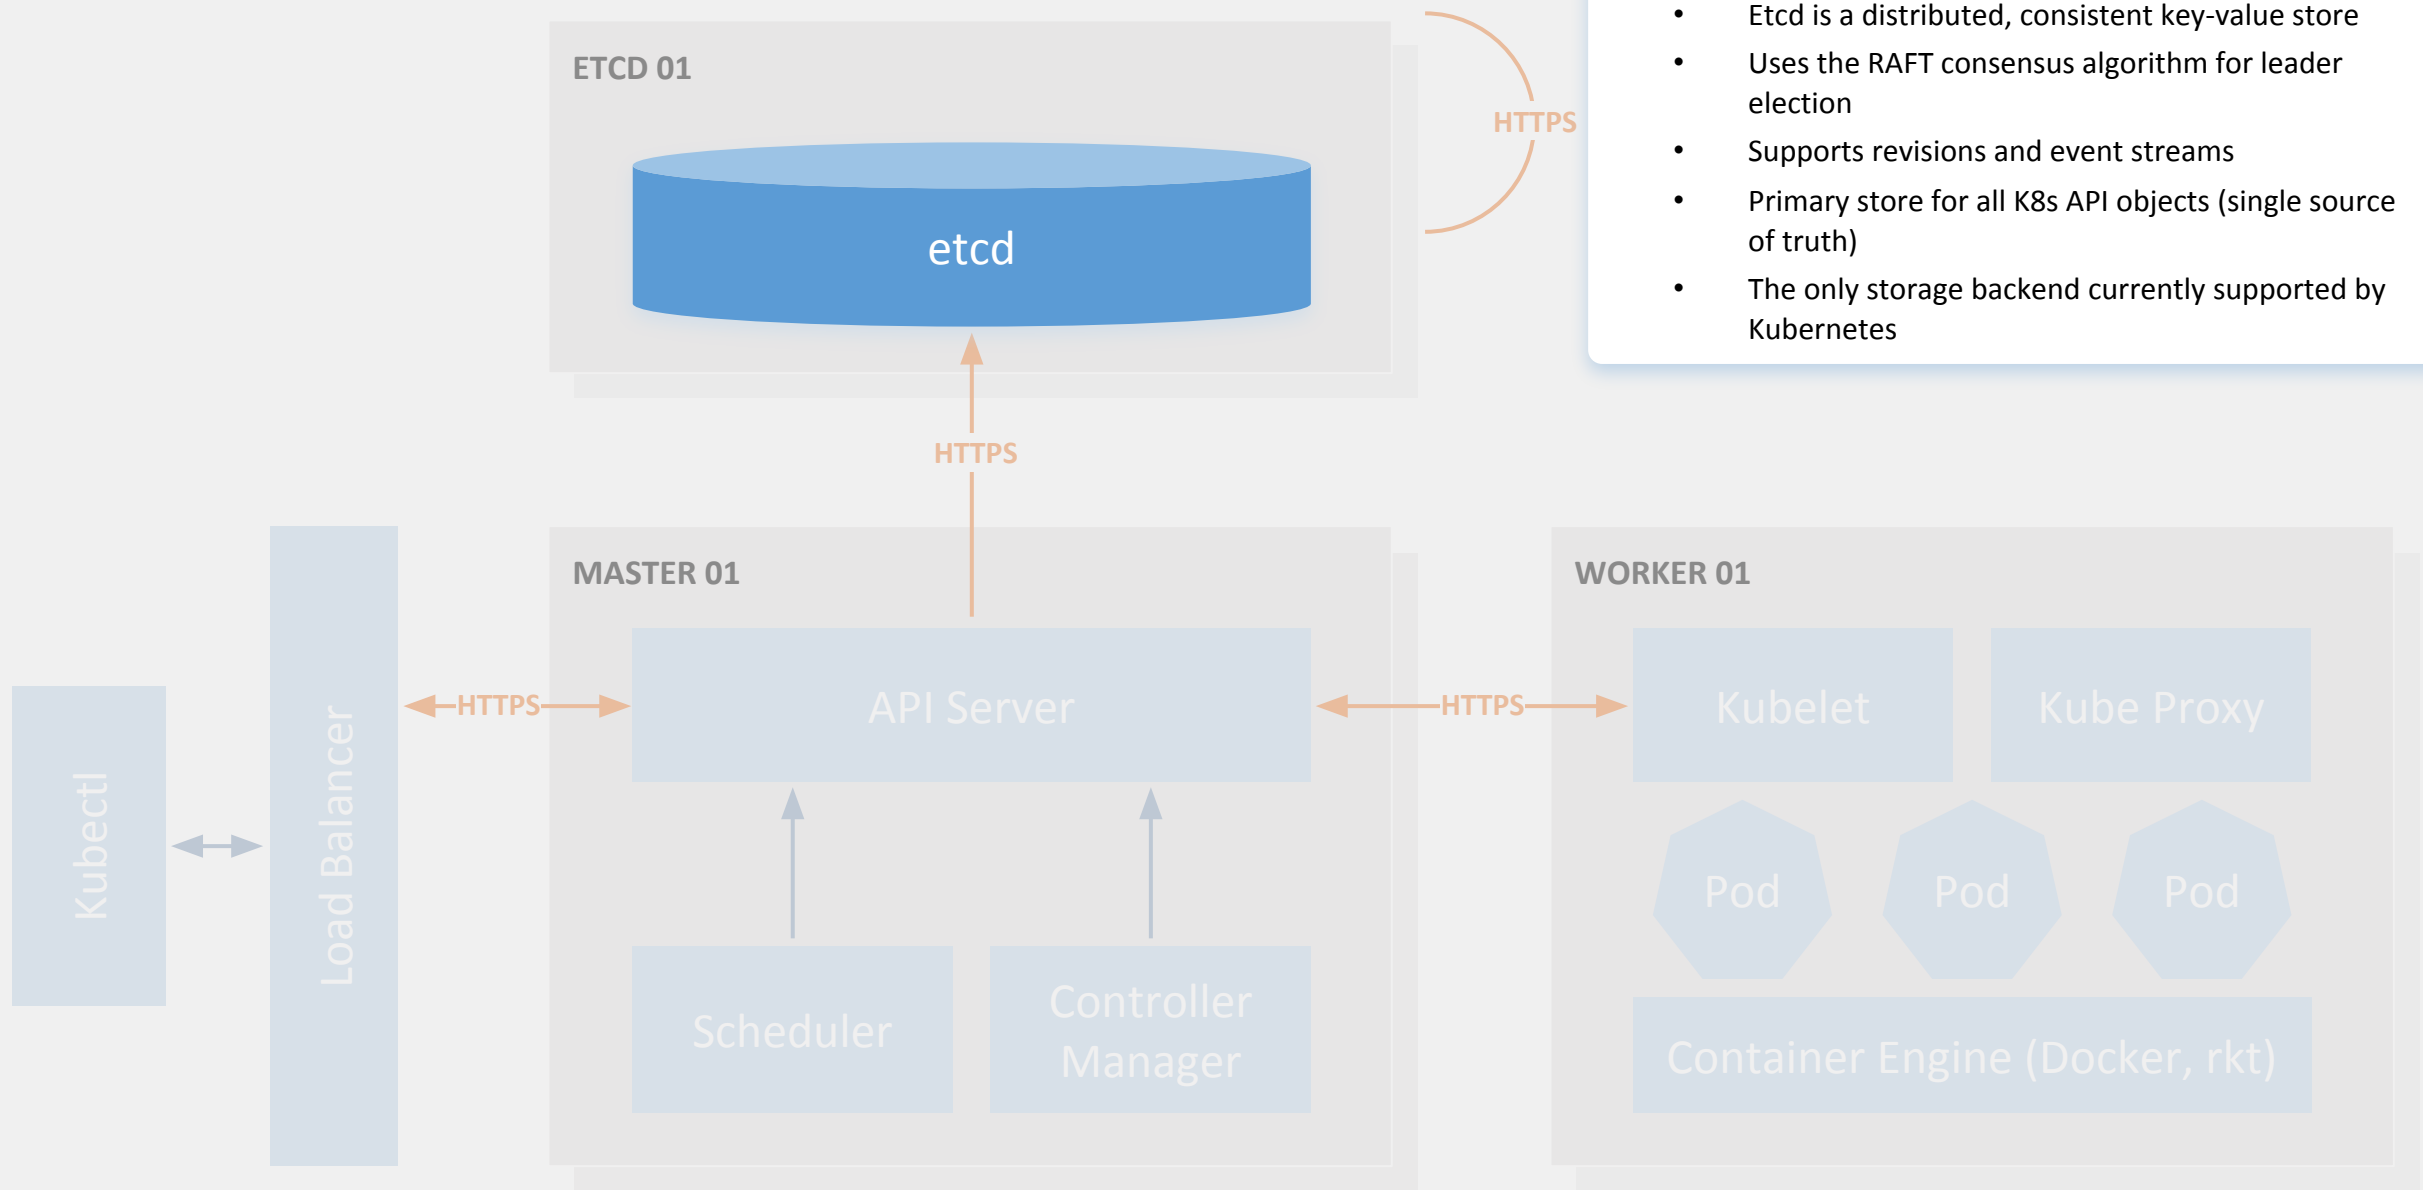 • Etcd is a distributed, consistent key-value store
• Uses the RAFT consensus algorithm for leader
election
• Supports revisions and event streams
• Primary store for all K8s API objects (single source
of truth)
• The only storage backend currently supported by
Kubernetes
ETCD 01
etcd
HTTPS
HTTPS
MASTER 01
WORKER 01
Kubectl
Load Balancer
HTTPS
API Server
HTTPS
Kubelet
Kube Proxy
Pod
Pod
Pod
Scheduler
Controller
Manager
Container Engine (Docker, rkt)